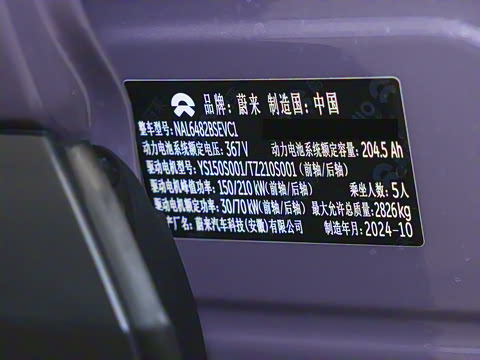 品牌：蔚来 制造国：中国
整车型号：NAL6482BSEVC1
动力电池系统额定电压：367V 动力电池系统额定容量：204.5 Ah
驱动电机型号：YS150S001/TZ210S001（前轴/后轴）
驱动电机峰值功率：150/210 kW(前轴/后轴) 乘坐人数：5人
驱动电机额定功率：30/70 kW(前轴/后轴) 最大允许总质量：2826kg
产厂名：蔚来汽车科技(安徽)有限公司 制造年月：2024-10